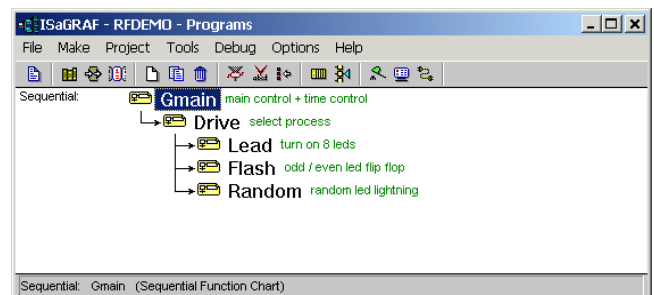 ISaGRAF - RFDEMO - Programs
File Make Project Tools Debug Options Help
Sequential: Gmain main control + time control
Drive select process
Lead turn on 8 leds
Flash odd / even led flip flop
Random random led lightning
Sequential: Gmain (Sequential Function Chart)